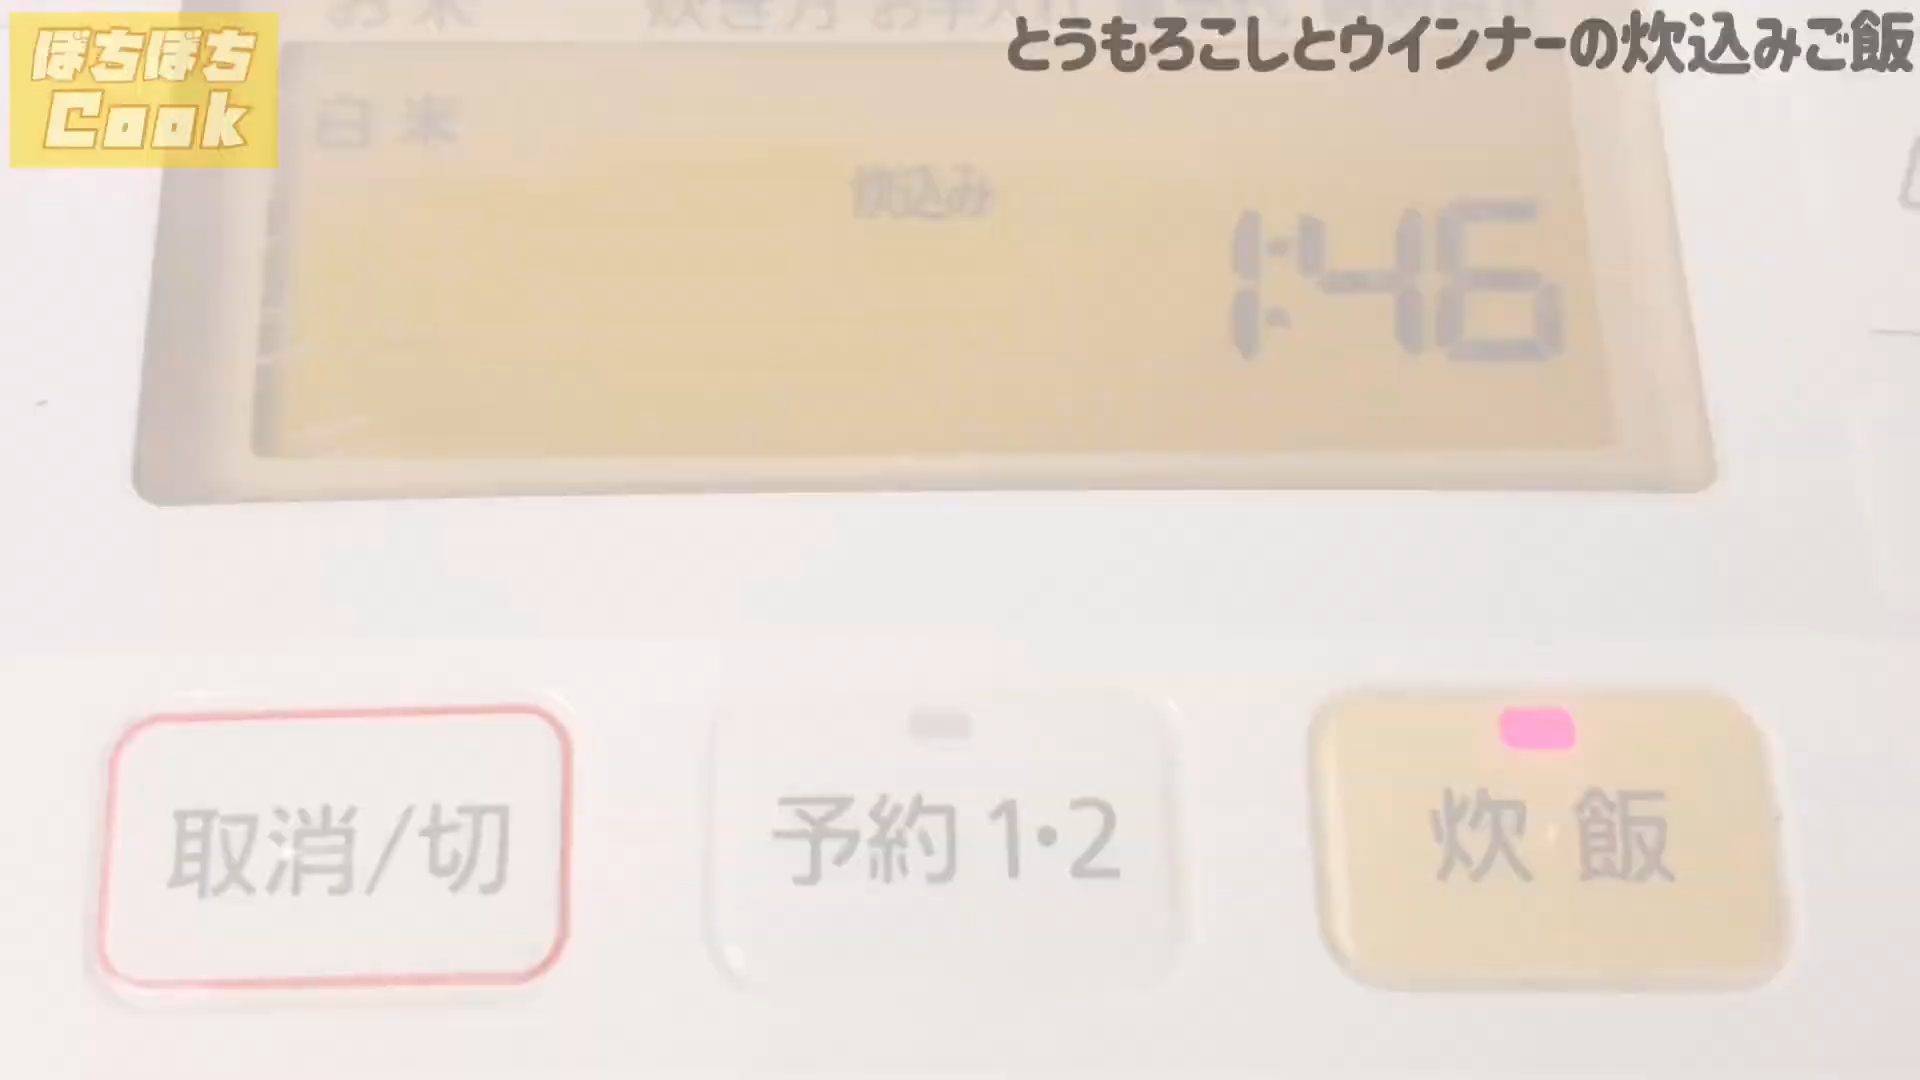 とうもろこしとウインナーの炊込みご飯
ぼちぼち
Cook
白米
炊込み
1:46
取消/切
予約1・2
炊飯